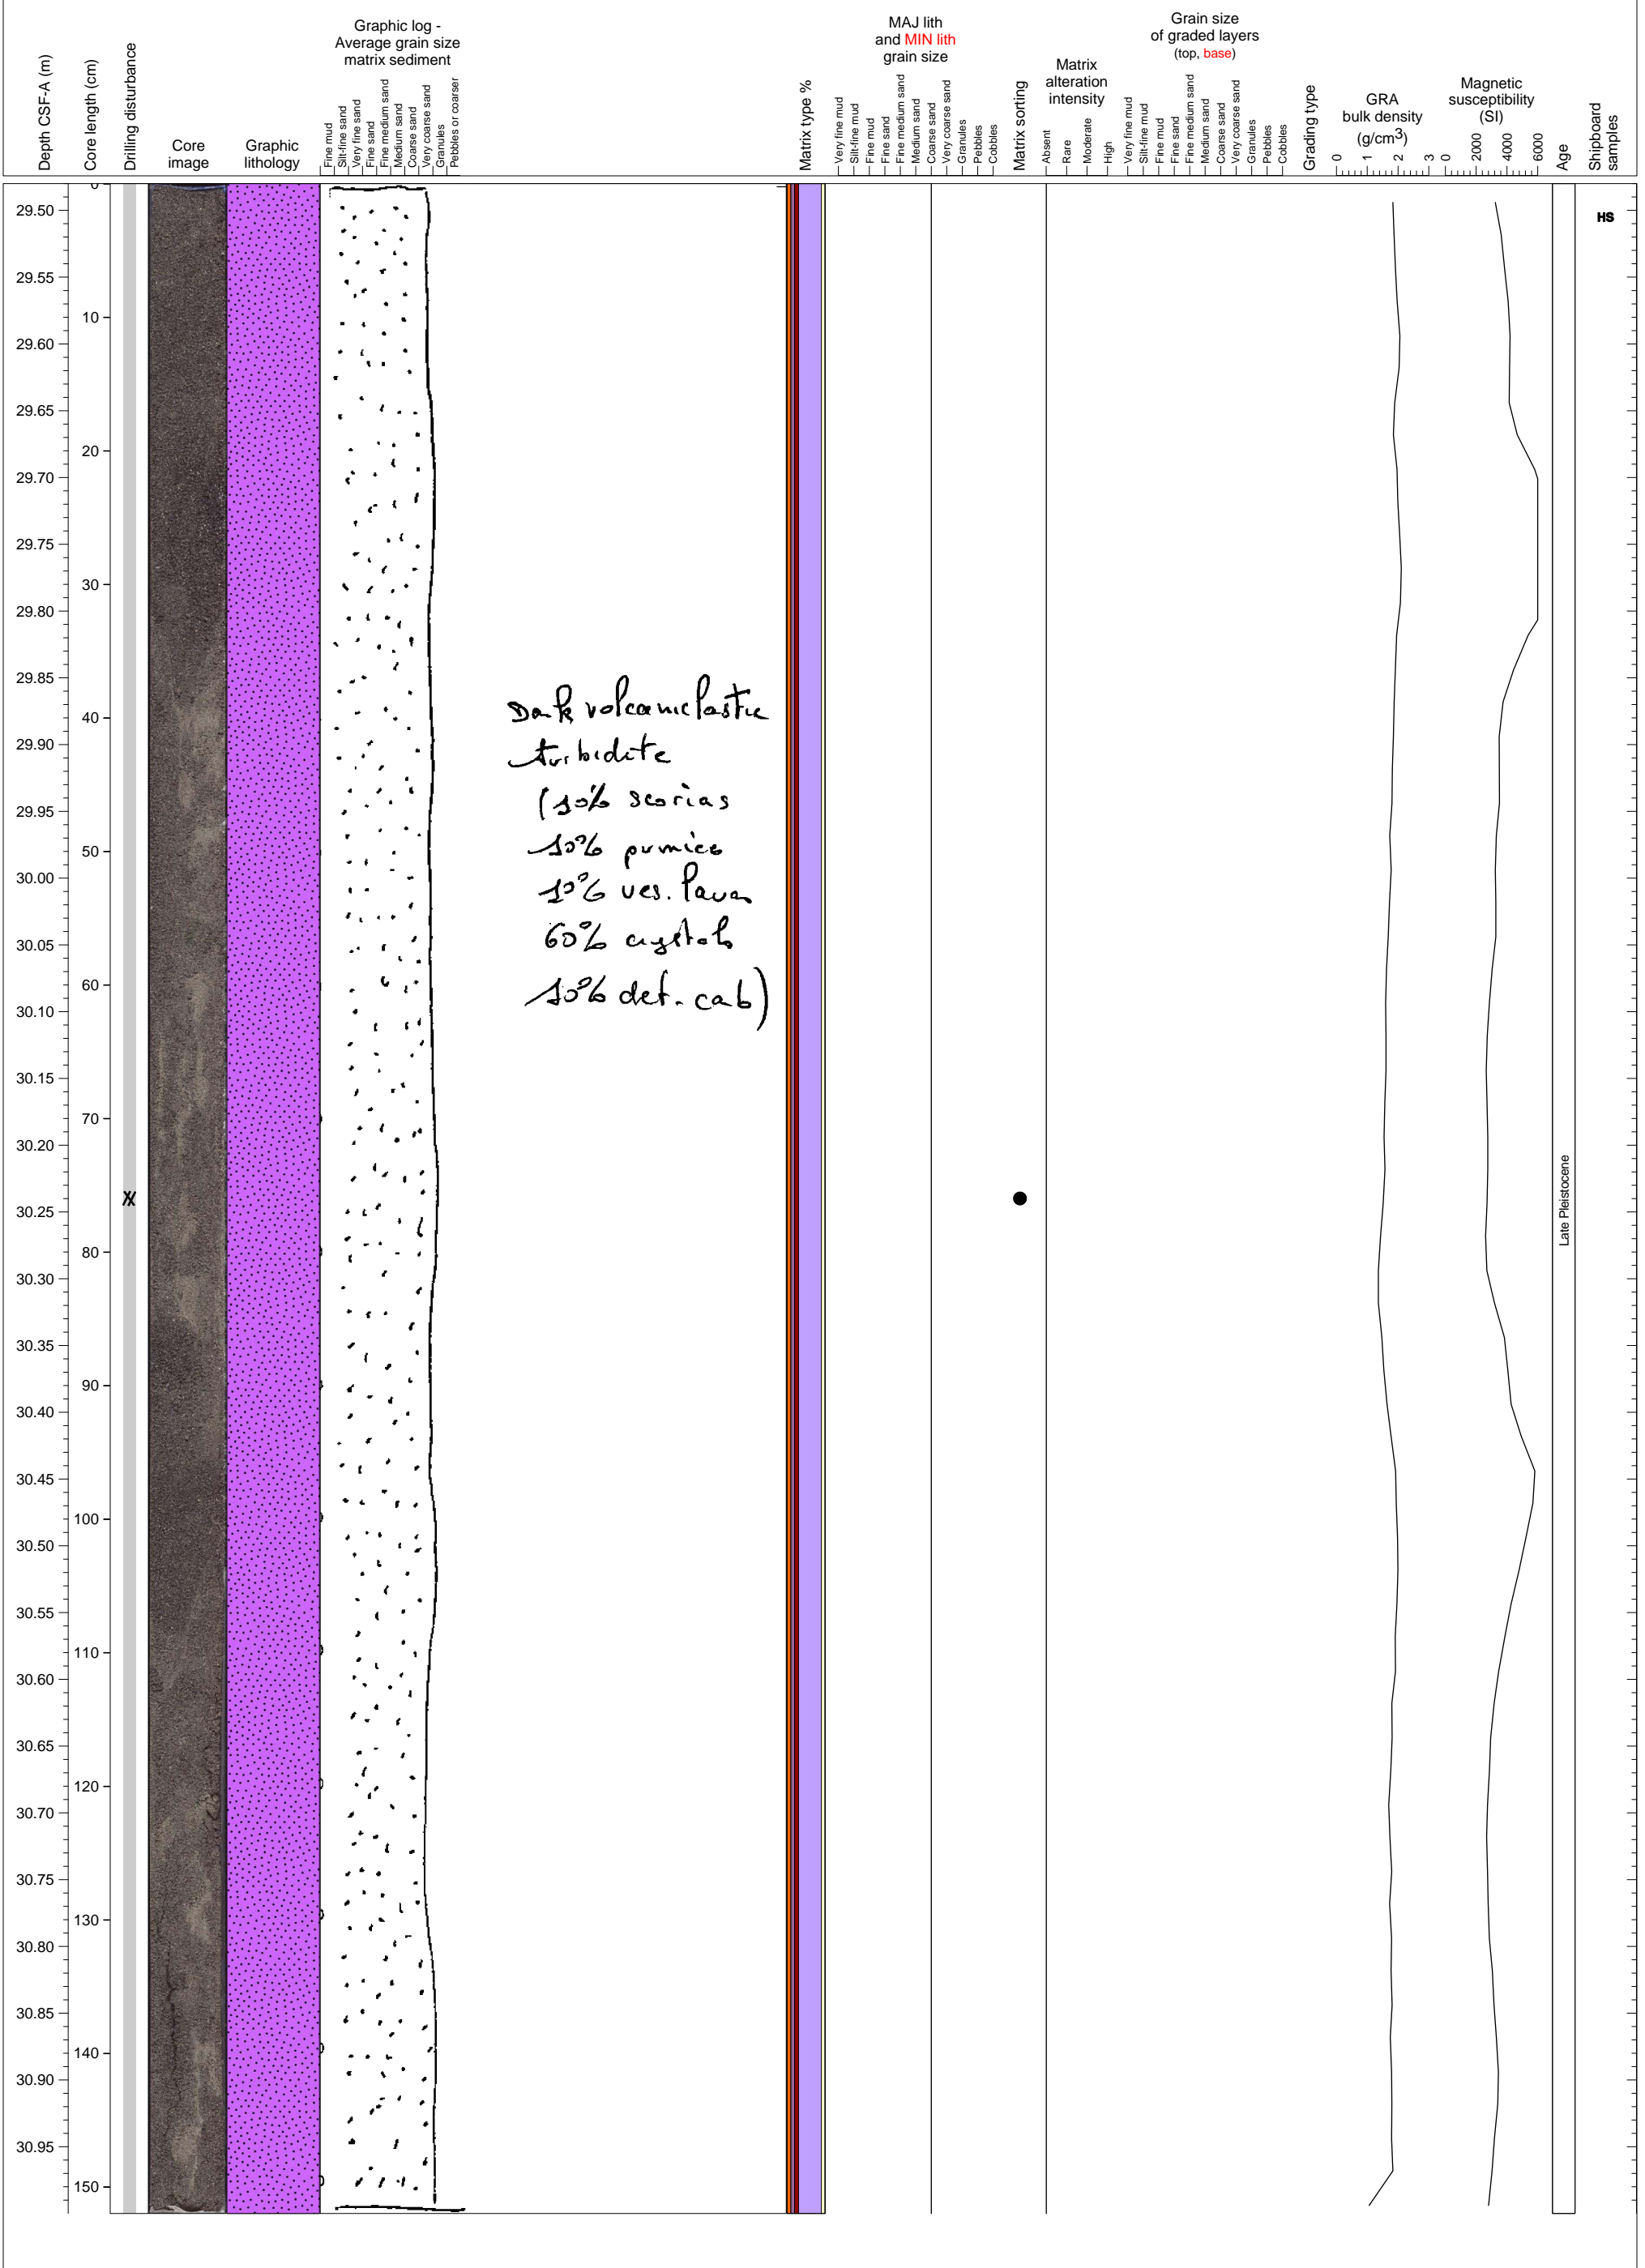 Depth CSF-A (m)
Core length (cm)
Drilling disturbance
Core
image
Graphic
lithology
Graphic log -
Average grain size
matrix sediment
Fine mud
Slit-fine sand
Very fine sand
Fine sand
Fine medium sand
Medium sand
Coarse sand
Very coarse sand
Granules
Pebbles or coarser
Matrix type %
MAJ lith
and MIN lith
grain size
Very fine mud
Silt-fine mud
Fine mud
Fine sand
Fine medium sand
Medium sand
Coarse sand
Very coarse sand
Granules
Pebbles
Cobbles
Matrix sorting
Matrix
alteration
intensity
Absent
Rare
Moderate
High
Grain size
of graded layers
(top, base)
Very fine mud
Silt-fine mud
Fine mud
Fine sand
Fine medium sand
Medium sand
Coarse sand
Very coarse sand
Granules
Pebbles
Cobbles
Grading type
GRA
bulk density
(g/cm3)
0 1 2 3
Magnetic
susceptibility
(SI)
0 2000 4000 6000
Age
Shipboard
samples
29.50
29.55
29.60
29.65
29.70
29.75
29.80
29.85
29.90
29.95
30.00
30.05
30.10
30.15
30.20
30.25
30.30
30.35
30.40
30.45
30.50
30.55
30.60
30.65
30.70
30.75
30.80
30.85
30.90
30.95
0
10
20
30
40
50
60
70
80
90
100
110
120
130
140
150
Dark volcaniclastic
turbidite
(10% scorias
10% pumice
10% ves. lavas
60% crystals
10% det. cab)
Late Pleistocene
HS